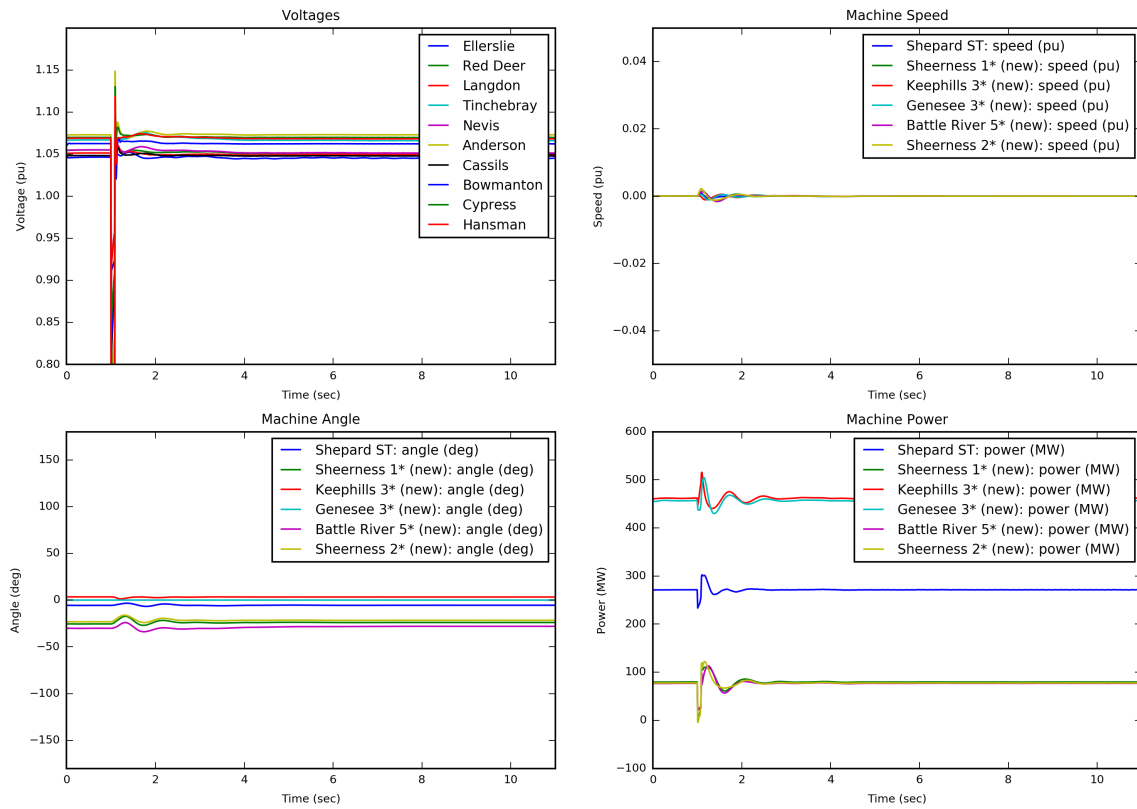 Voltages
Voltage (pu)
1.15
1.10
1.05
1.00
0.95
0.90
0.85
0.80
Ellerslie
Red Deer
Langdon
Tinchebray
Nevis
Anderson
Cassils
Bowmanton
Cypress
Hansman
0 2 4 6 8 10
Time (sec)
Machine Speed
Speed (pu)
0.04
0.02
0.00
−0.02
−0.04
Shepard ST: speed (pu)
Sheerness 1* (new): speed (pu)
Keephills 3* (new): speed (pu)
Genesee 3* (new): speed (pu)
Battle River 5* (new): speed (pu)
Sheerness 2* (new): speed (pu)
0 2 4 6 8 10
Time (sec)
Machine Angle
Angle (deg)
150
100
50
0
−50
−100
−150
Shepard ST: angle (deg)
Sheerness 1* (new): angle (deg)
Keephills 3* (new): angle (deg)
Genesee 3* (new): angle (deg)
Battle River 5* (new): angle (deg)
Sheerness 2* (new): angle (deg)
0 2 4 6 8 10
Time (sec)
Machine Power
Power (MW)
600
500
400
300
200
100
0
−100
Shepard ST: power (MW)
Sheerness 1* (new): power (MW)
Keephills 3* (new): power (MW)
Genesee 3* (new): power (MW)
Battle River 5* (new): power (MW)
Sheerness 2* (new): power (MW)
0 2 4 6 8 10
Time (sec)